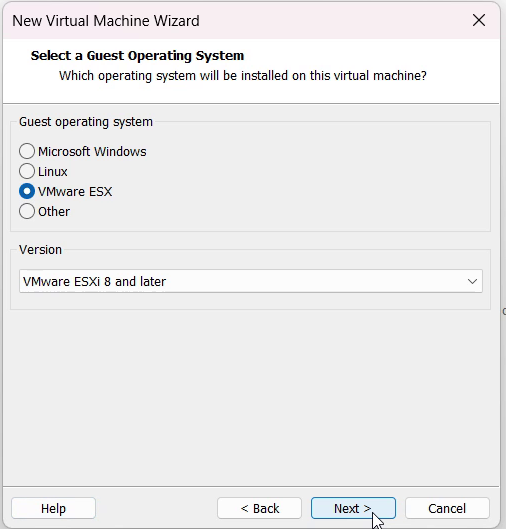 New Virtual Machine Wizard
Select a Guest Operating System
Which operating system will be installed on this virtual machine?
Guest operating system
Microsoft Windows
Linux
VMware ESX
Other
Version
VMware ESXi 8 and later
Help
< Back
Next >
Cancel